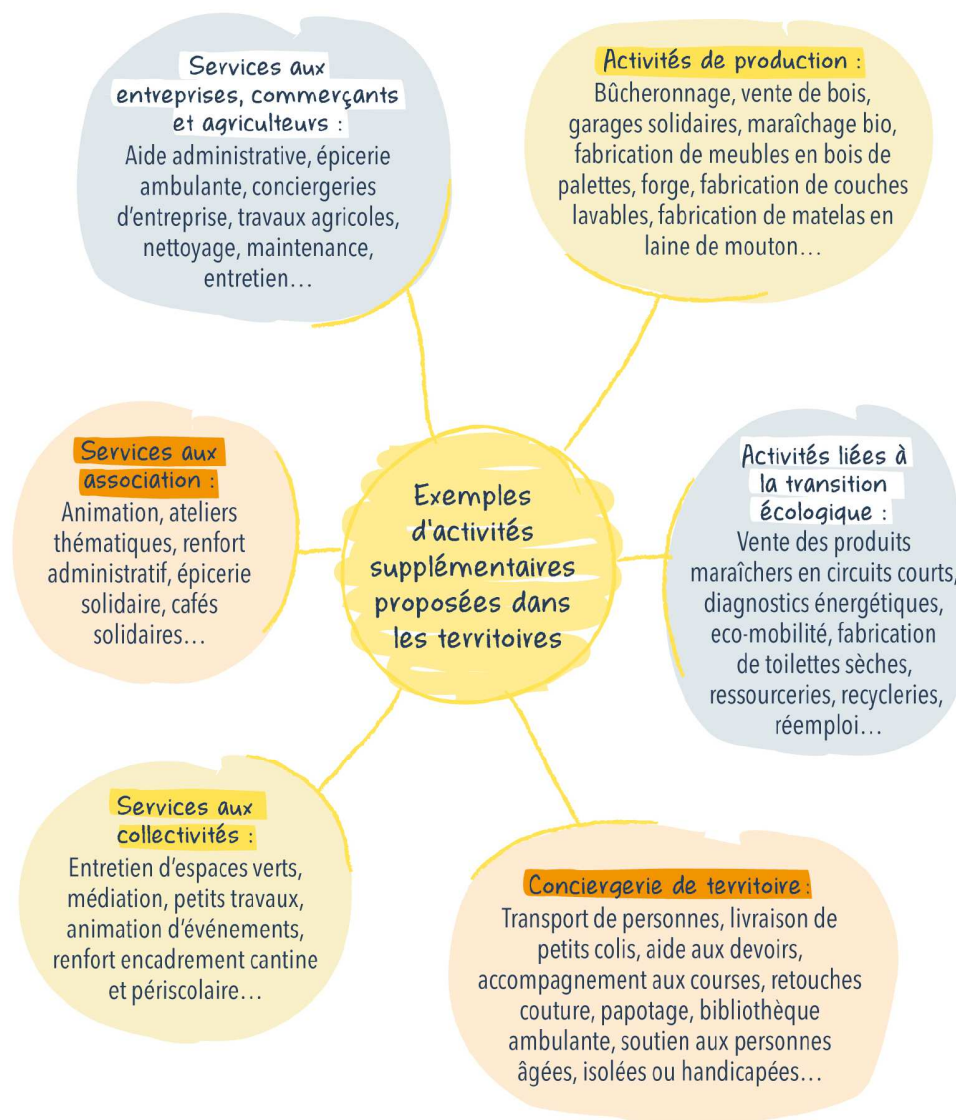 Services aux
entreprises, commerçants
et agriculteurs :
Aide administrative, épicerie
ambulante, conciergeries
d'entreprise, travaux agricoles,
nettoyage, maintenance,
entretien…
Activités de production :
Bûcheronnage, vente de bois,
garages solidaires, maraîchage bio,
fabrication de meubles en bois de
palettes, forge, fabrication de couches
lavables, fabrication de matelas en
laine de mouton…
Services aux
association :
Animation, ateliers
thématiques, renfort
administratif, épicerie
solidaire, cafés
solidaires…
Exemples
d'activités
supplémentaires
proposées dans
les territoires
Activités liées à
la transition
écologique :
Vente des produits
maraîchers en circuits courts,
diagnostics énergétiques,
eco-mobilité, fabrication
de toilettes sèches,
ressourceries, recycleries,
réemploi…
Services aux
collectivités :
Entretien d'espaces verts,
médiation, petits travaux,
animation d'événements,
renfort encadrement cantine
et périscolaire…
Conciergerie de territoire :
Transport de personnes, livraison de
petits colis, aide aux devoirs,
accompagnement aux courses, retouches
couture, papotage, bibliothèque
ambulante, soutien aux personnes
âgées, isolées ou handicapées…